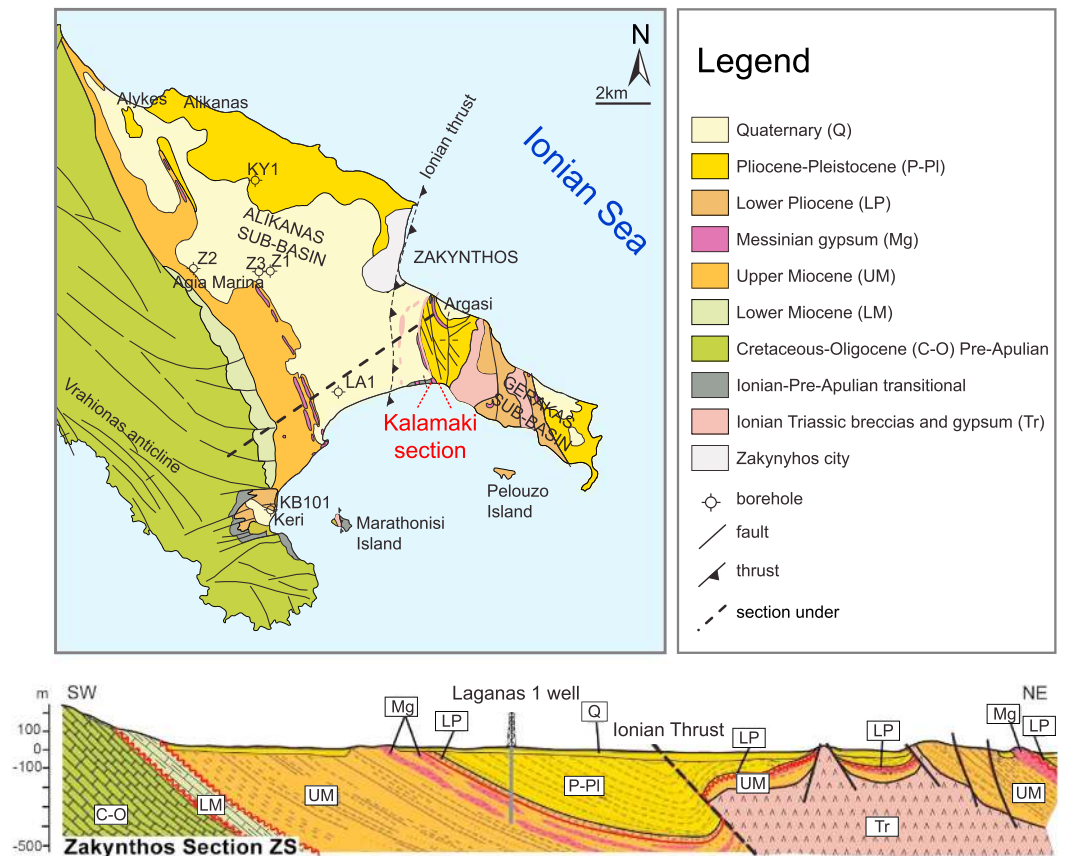 N
2km
Alykes
Alikanas
Ionian thrust
Ionian Sea
KY1
ALIKANAS
SUB-BASIN
ZAKYNTHOS
Z2
Z3
Z1
Agia Marina
Argasi
LA1
Kalamaki
section
GERAKAS
SUB-BASIN
Vrahionas anticline
Pelouzo
Island
KB101
Keri
Marathonisi
Island
Legend
Quaternary (Q)
Pliocene-Pleistocene (P-Pl)
Lower Pliocene (LP)
Messinian gypsum (Mg)
Upper Miocene (UM)
Lower Miocene (LM)
Cretaceous-Oligocene (C-O) Pre-Apulian
Ionian-Pre-Apulian transitional
Ionian Triassic breccias and gypsum (Tr)
Zakynyhos city
borehole
fault
thrust
section under
m
SW
Laganas 1 well
NE
Mg
LP
Q
Ionian Thrust
LP
LP
Mg
LP
100
0
-100
-500
C-O
LM
UM
P-Pl
UM
Tr
UM
Zakynthos Section ZS